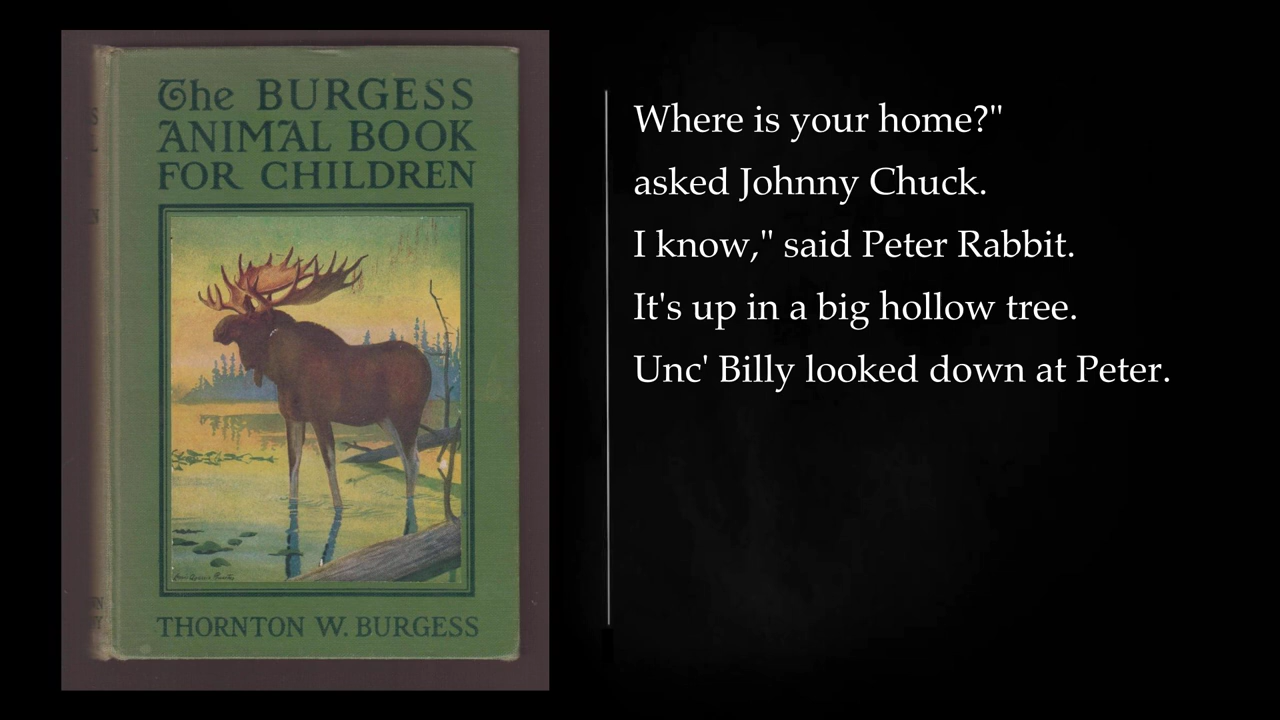 The BURGESS
ANIMAL BOOK
FOR CHILDREN
THORNTON W. BURGESS
Where is your home?"
asked Johnny Chuck.
I know," said Peter Rabbit.
It's up in a big hollow tree.
Unc' Billy looked down at Peter.